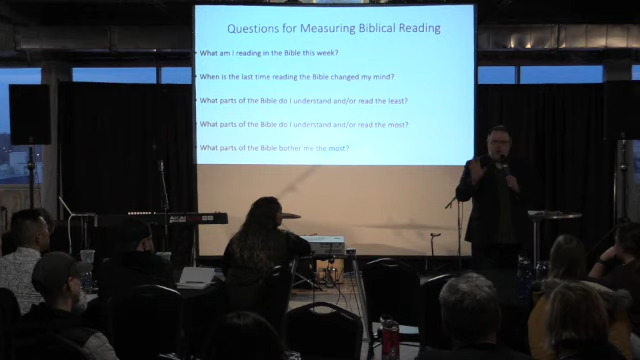 Questions for Measuring Biblical Reading
• What am I reading in the Bible this week?
• When is the last time reading the Bible changed my mind?
• What parts of the Bible do I understand and/or read the least?
• What parts of the Bible do I understand and/or read the most?
• What parts of the Bible bother me the most?